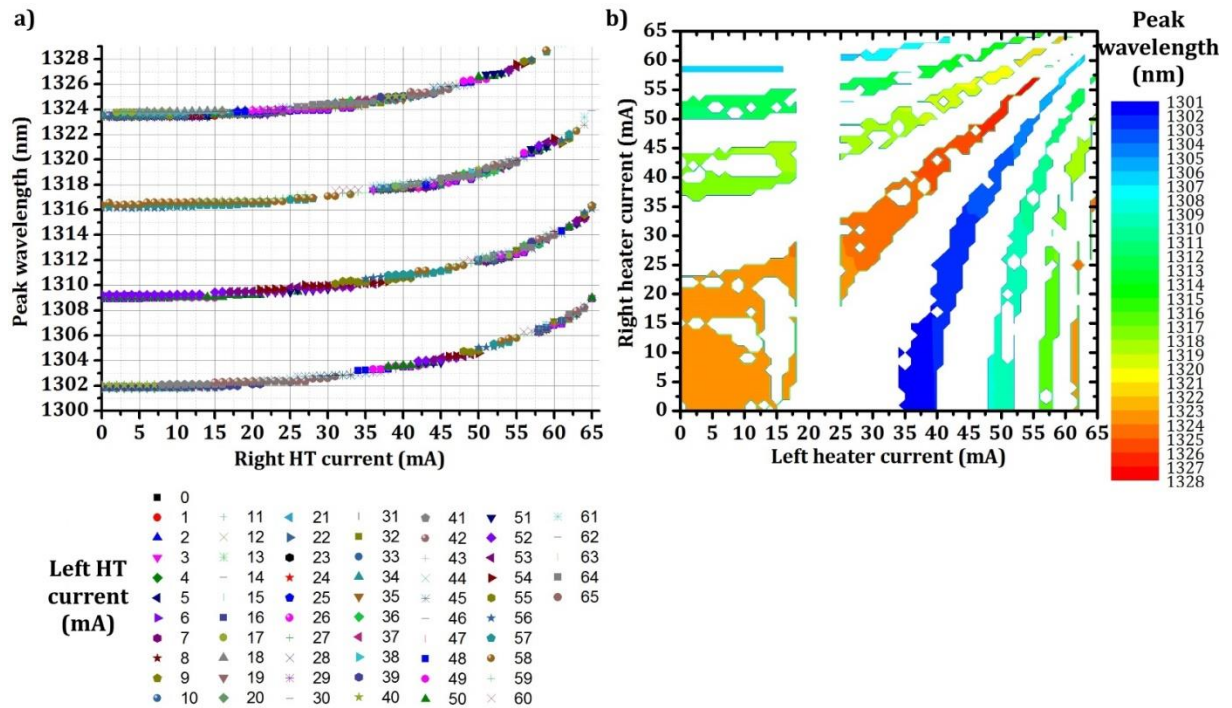 a)
Peak wavelength (nm)
1328
1326
1324
1322
1320
1318
1316
1314
1312
1310
1308
1306
1304
1302
1300
0 5 10 15 20 25 30 35 40 45 50 55 60 65
Right HT current (mA)
b)
Right heater current (mA)
65
60
55
50
45
40
35
30
25
20
15
10
5
0
0 5 10 15 20 25 30 35 40 45 50 55 60 65
Left heater current (mA)
Peak
wavelength
(nm)
1301
1302
1303
1304
1305
1306
1307
1309
1310
1311
1312
1313
1314
1315
1316
1317
1318
1319
1320
1321
1322
1323
1324
1325
1327
1328
Left HT
current
(mA)
0
1 11 21 31 41 51 61
2 12 22 32 42 52 62
3 13 23 33 43 53 63
4 14 24 34 44 54 64
5 15 25 35 45 55 65
6 16 26 36 46 56
7 17 27 37 47 57
8 18 28 38 48 58
9 19 29 39 49 59
10 20 30 40 50 60